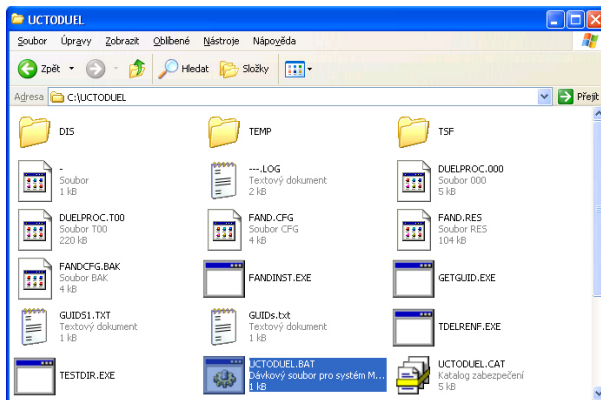 UCTODUEL
Soubor Úpravy Zobrazit Oblíbené Nástroje Nápověda
Zpět Hledat Složky
Adresa C:\UCTODUEL Přejít
DIS TEMP TSF
-
Soubor
1 kB
---.LOG
Textový dokument
2 kB
DUELPROC.000
Soubor 000
5 kB
DUELPROC.T00
Soubor T00
220 kB
FAND.CFG
Soubor CFG
4 kB
FAND.RES
Soubor RES
104 kB
FANDCFG.BAK
Soubor BAK
4 kB
FANDINST.EXE
GETGUID.EXE
GUIDS1.TXT
Textový dokument
1 kB
GUIDs.txt
Textový dokument
1 kB
TDELRENF.EXE
TESTDIR.EXE
UCTODUEL.BAT
Dávkový soubor pro systém M...
1 kB
UCTODUEL.CAT
Katalog zabezpečení
5 kB